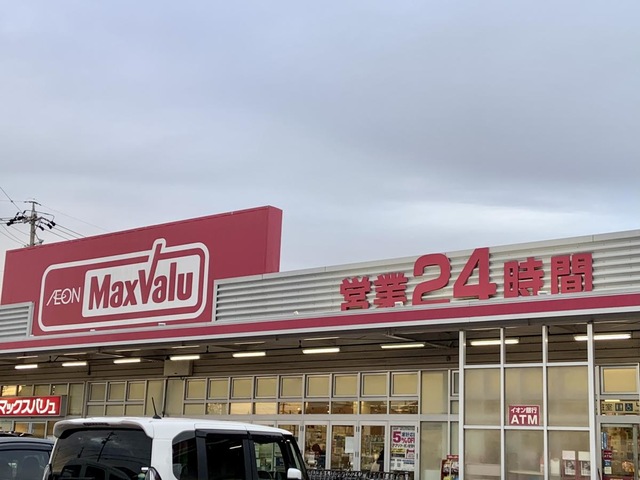 ÆON MaxValu
営業24時間
マックスバリュ
イオン銀行
ATM
5%
OFF